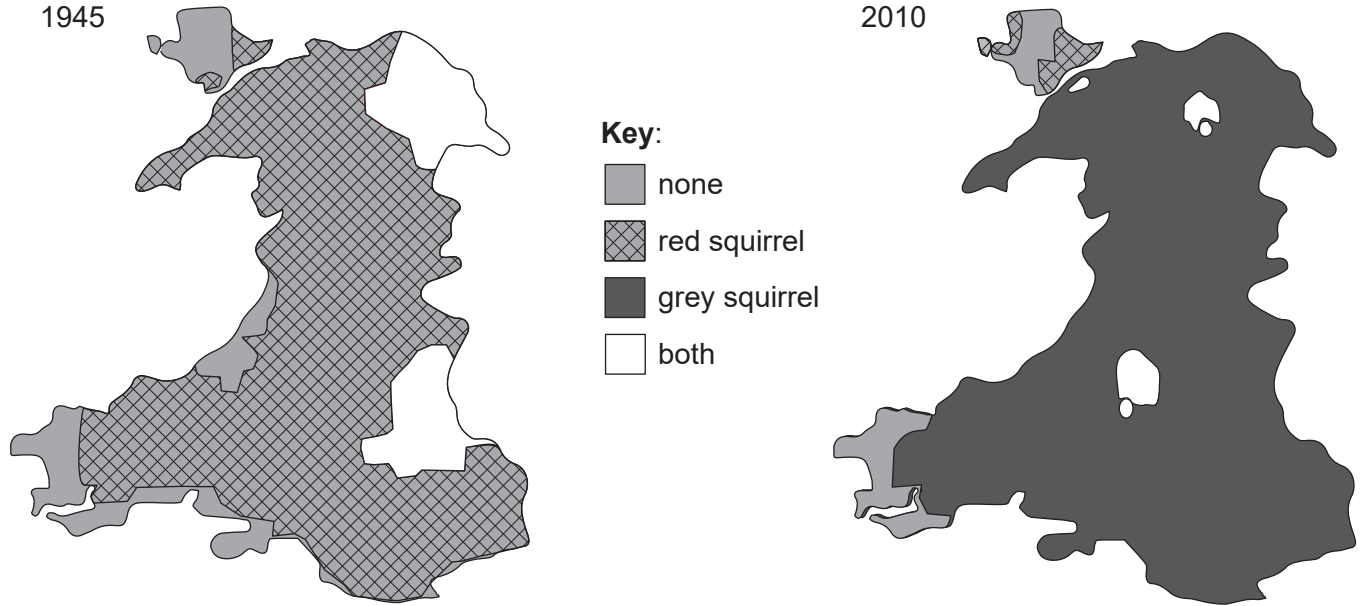 1945
2010
Key:
none
red squirrel
grey squirrel
both